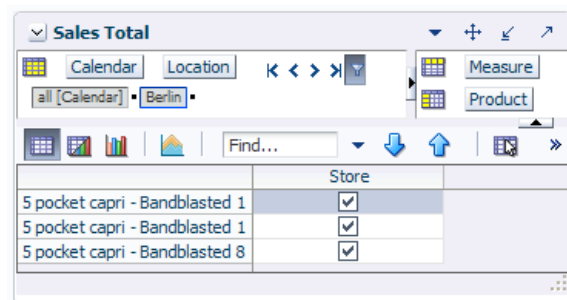 Sales Total
Calendar Location Measure
all [Calendar] Berlin Product
Find...
Store
5 pocket capri - Bandblasted 1
5 pocket capri - Bandblasted 1
5 pocket capri - Bandblasted 8